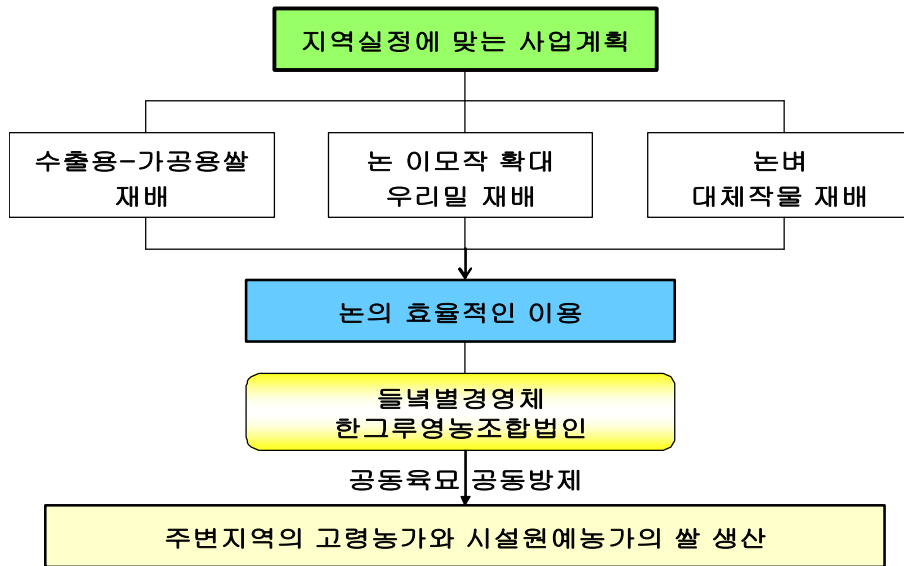 지역실정에 맞는 사업계획
수출용-가공용쌀
재배
논 이모작 확대
우리밀 재배
논벼
대체작물 재배
논의 효율적인 이용
들녘별경영체
한그루영농조합법인
공동육묘 공동방제
주변지역의 고령농가와 시설원예농가의 쌀 생산